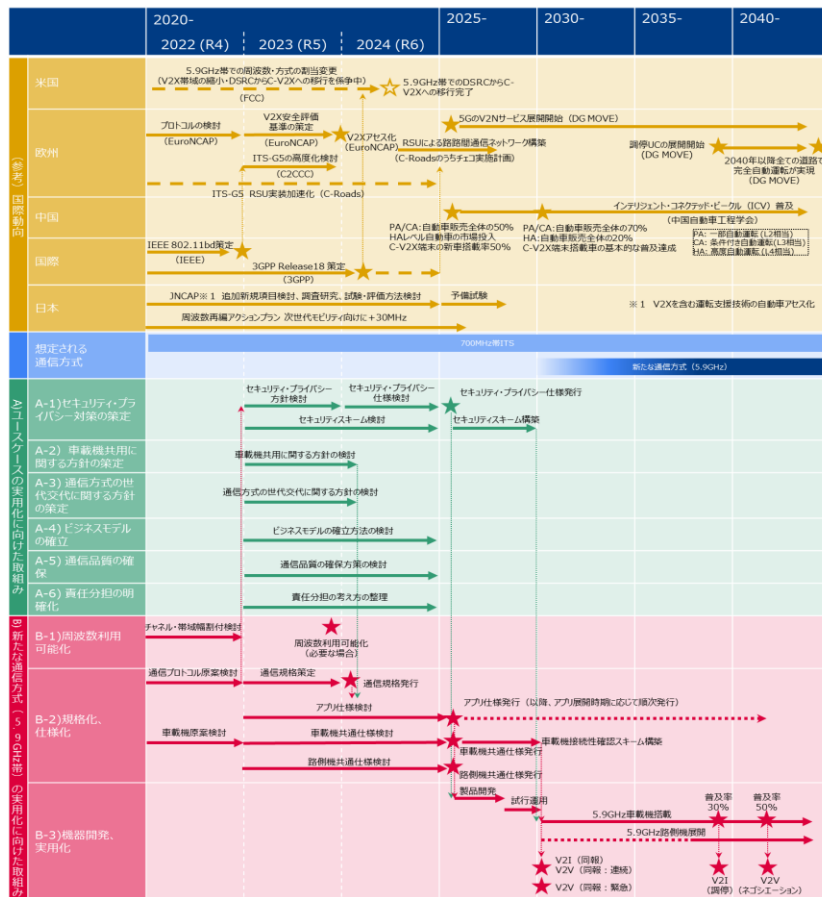 2020-
2025-
2030-
2035-
2040-
2022 (R4)
2023 (R5)
2024 (R6)
(参考) 国際動向
米国
5.9GHz帯での周波数・方式の割当変更
(V2X帯域の縮小・DSRCからC-V2Xへの移行を係争中)
(FCC)
5.9GHz帯でのDSRCからC-
V2Xへの移行完了
欧州
プロトコルの検討
(EuroNCAP)
V2X安全評価
基準の策定
(EuroNCAP)
V2Xアセス化
(EuroNCAP)
5GのV2Nサービス展開開始 (DG MOVE)
RSUによる路路間通信ネットワーク構築
(C-Roadsのうちチェコ実施計画)
調停UCの展開開始
(DG MOVE)
2040年以降全ての道路で
完全自動運転が実現
(DG MOVE)
ITS-G5の高度化検討
(C2CCC)
ITS-G5 RSU実装加速化 (C-Roads)
中国
インテリジェント・コネクテッド・ビークル (ICV) 普及
(中国自動車工程学会)
PA/CA:自動車販売全体の50%
HAレベル自動車の市場投入
C-V2X端末の新車搭載率50%
PA/CA:自動車販売全体の70%
HA:自動車販売全体の20%
C-V2X端末搭載車の基本的な普及達成
PA: 一部自動運転 (L2相当)
CA: 条件付き自動運転(L3相当)
HA: 高度自動運転 (L4相当)
国際
IEEE 802.11bd策定
(IEEE)
3GPP Release18 策定
(3GPP)
日本
JNCAP※1 追加新規項目検討、調査研究、試験・評価方法検討
予備試験
※1 V2Xを含む運転支援技術の自動車アセス化
周波数再編アクションプラン 次世代モビリティ向けに+30MHz
想定される
通信方式
700MHz帯ITS
新たな通信方式 (5.9GHz)
A)ユースケースの実用化に向けた取組み
A-1)セキュリティ・プラ
イバシー対策の策定
セキュリティ・プライバシー
方針検討
セキュリティ・プライバシー
仕様検討
セキュリティ・プライバシー仕様発行
セキュリティスキーム検討
セキュリティスキーム構築
A-2) 車載機共用に
関する方針の策定
車載機共用に関する方針の検討
A-3) 通信方式の世
代交代に関する方針
の策定
通信方式の世代交代に関する方針の検討
A-4)ビジネスモデル
の確立
ビジネスモデルの確立方法の検討
A-5) 通信品質の確
保
通信品質の確保方策の検討
A-6) 責任分担の明
確化
責任分担の考え方の整理
B) 新たな通信方式 (5.9GHz帯) の実用化に向けた取組み
B-1)周波数利用
可能化
チャネル・帯域幅割付検討
周波数利用可能化
(必要な場合)
B-2)規格化、
仕様化
通信プロトコル原案検討
通信規格策定
通信規格発行
アプリ仕様検討
アプリ仕様発行 (以降、アプリ展開時期に応じて順次発行)
車載機原案検討
車載機共通仕様検討
車載機共通仕様発行
車載機接続性確認スキーム構築
路側機共通仕様検討
路側機共通仕様発行
B-3)機器開発、
実用化
製品開発
試行運用
5.9GHz車載機搭載
普及率
30%
普及率
50%
5.9GHz路側機展開
V2I (同報)
V2V (同報:連続)
V2V (同報:緊急)
V2I
(調停)
V2V
(ネゴシエーション)